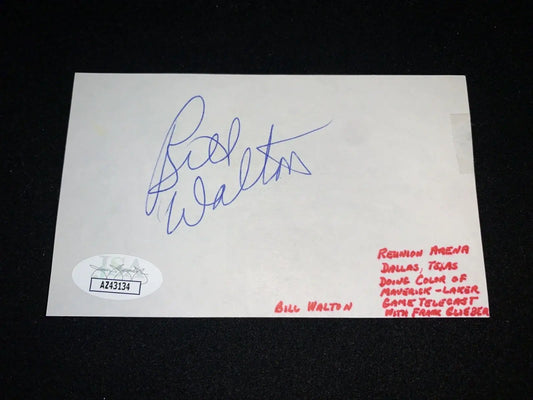 Bill
Walton
JSA
AZ43134
Bill Walton
Reunion Arena
Dallas, Texas
Doing Color of
Maverick-Laker
Game Telecast
With Frank Glieber